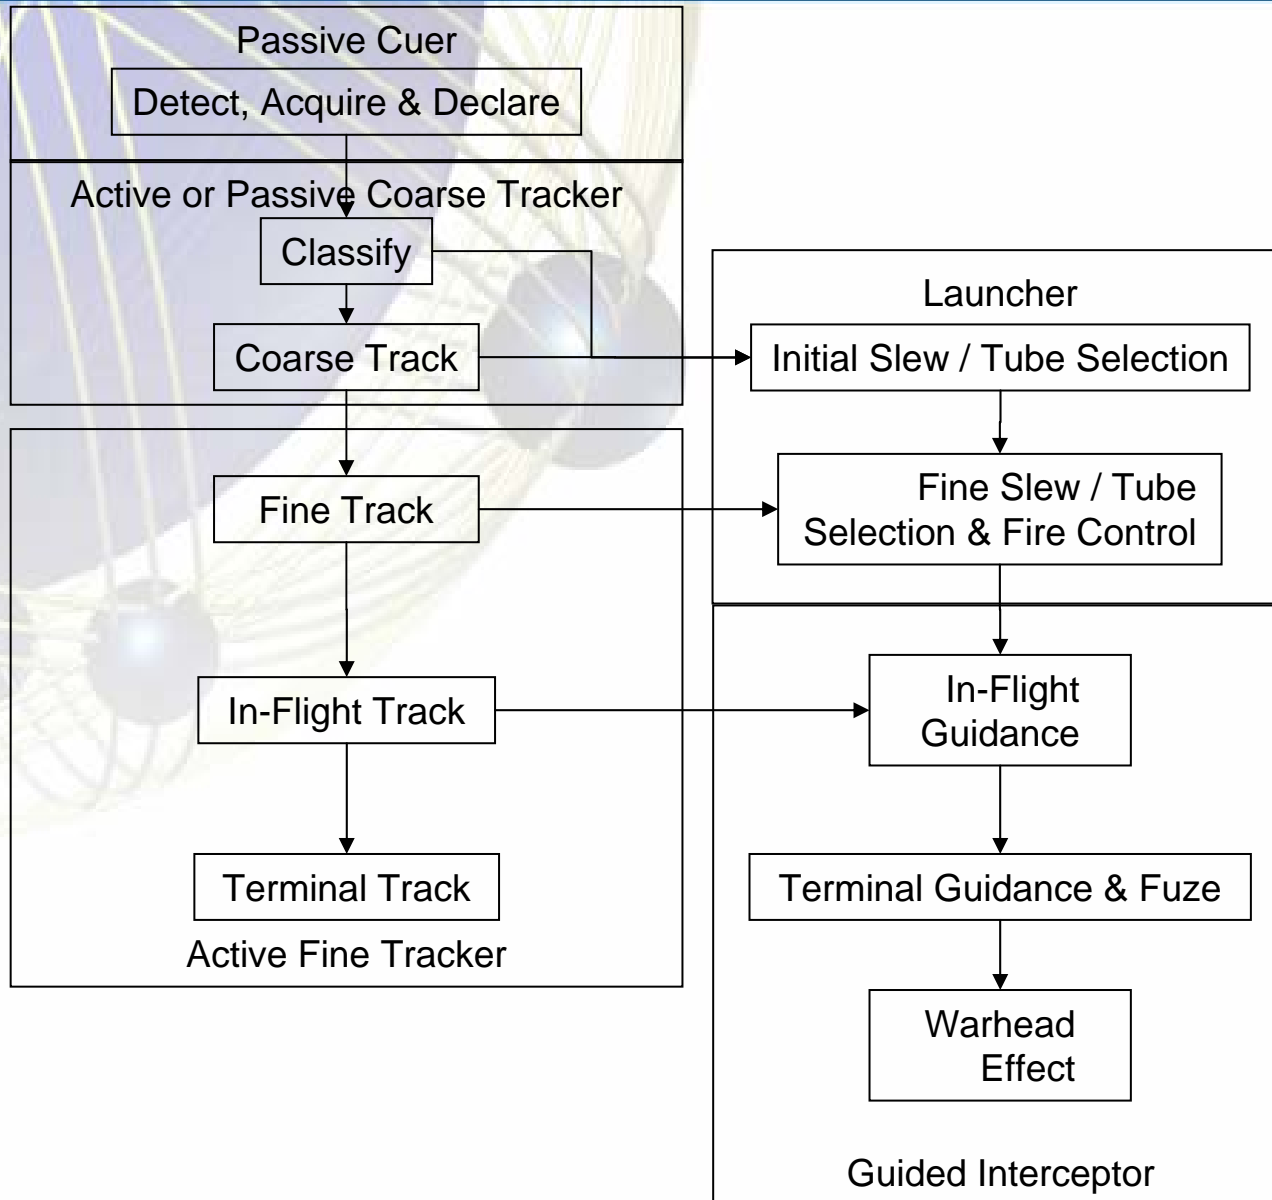 Passive Cuer
Detect, Acquire & Declare
Active or Passive Coarse Tracker
Classify
Coarse Track
Fine Track
In-Flight Track
Terminal Track
Active Fine Tracker
Launcher
Initial Slew / Tube Selection
Fine Slew / Tube
Selection & Fire Control
In-Flight
Guidance
Terminal Guidance & Fuze
Warhead
Effect
Guided Interceptor